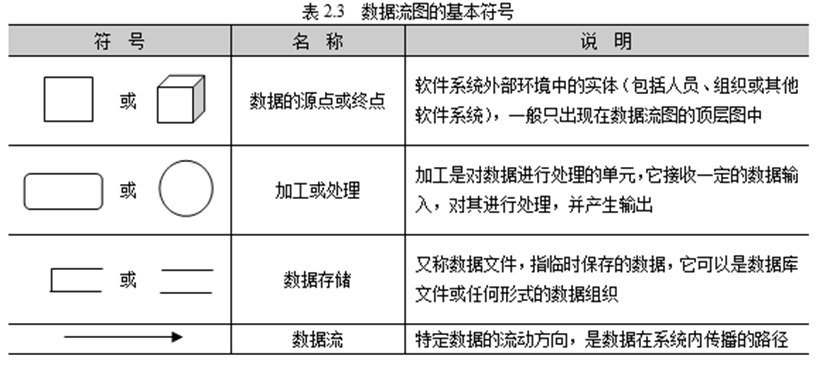 表 2.3 数据流图的基本符号
符 号 名 称 说 明
或 数据的源点或终点 软件系统外部环境中的实体(包括人员、组织或其他
软件系统),一般只出现在数据流图的顶层图中
或 加工或处理 加工是对数据进行处理的单元,它接收一定的数据输
入,对其进行处理,并产生输出
或 数据存储 又称数据文件,指临时保存的数据,它可以是数据库
文件或任何形式的数据组织
数据流 特定数据的流动方向,是数据在系统内传播的路径